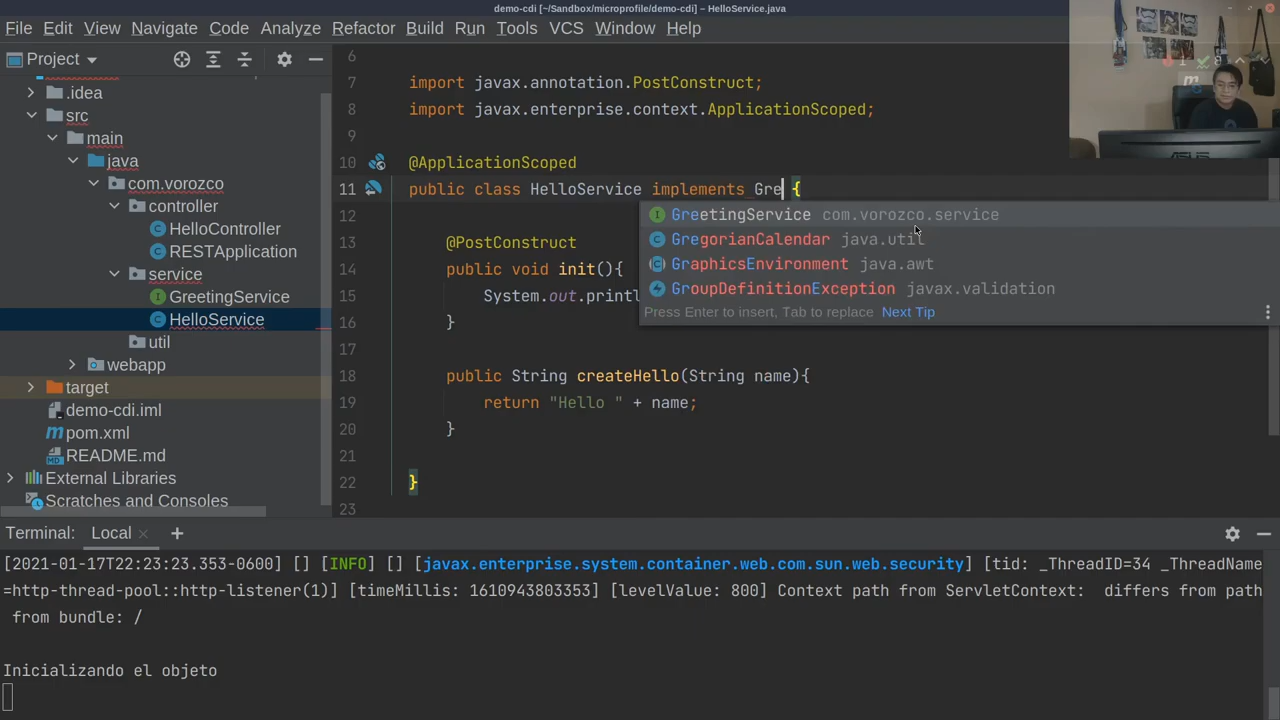 demo-cdi [~/Sandbox/microprofile/demo-cdi] – HelloService.java
File Edit View Navigate Code Analyze Refactor Build Run Tools VCS Window Help
Project
.idea
src
main
java
com.vorozco
controller
HelloController
RESTApplication
service
GreetingService
HelloService
util
webapp
target
demo-cdi.iml
pom.xml
README.md
External Libraries
Scratches and Consoles
6
7 import javax.annotation.PostConstruct;
8 import javax.enterprise.context.ApplicationScoped;
9
10 @ApplicationScoped
11 public class HelloService implements Gre {
12
13 @PostConstruct
14 public void init(){
15 System.out.printl
16 }
17
18 public String createHello(String name){
19 return "Hello " + name;
20 }
21
22 }
23
GreetingService com.vorozco.service
GregorianCalendar java.util
GraphicsEnvironment java.awt
GroupDefinitionException javax.validation
Press Enter to insert, Tab to replace Next Tip
Terminal: Local
[2021-01-17T22:23:23.353-0600] [] [INFO] [] [javax.enterprise.system.container.web.com.sun.web.security] [tid: _ThreadID=34 _ThreadName
=http-thread-pool::http-listener(1)] [timeMillis: 1610943803353] [levelValue: 800] Context path from ServletContext:  differs from path
from bundle: /
Inicializando el objeto